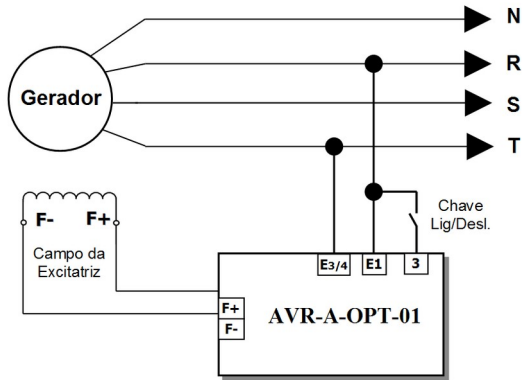 N
R
Gerador
S
T
F- F+
Chave
Lig/Desl.
Campo da
Excitatriz
E3/4 E1 3
F+
AVR-A-OPT-01
F-